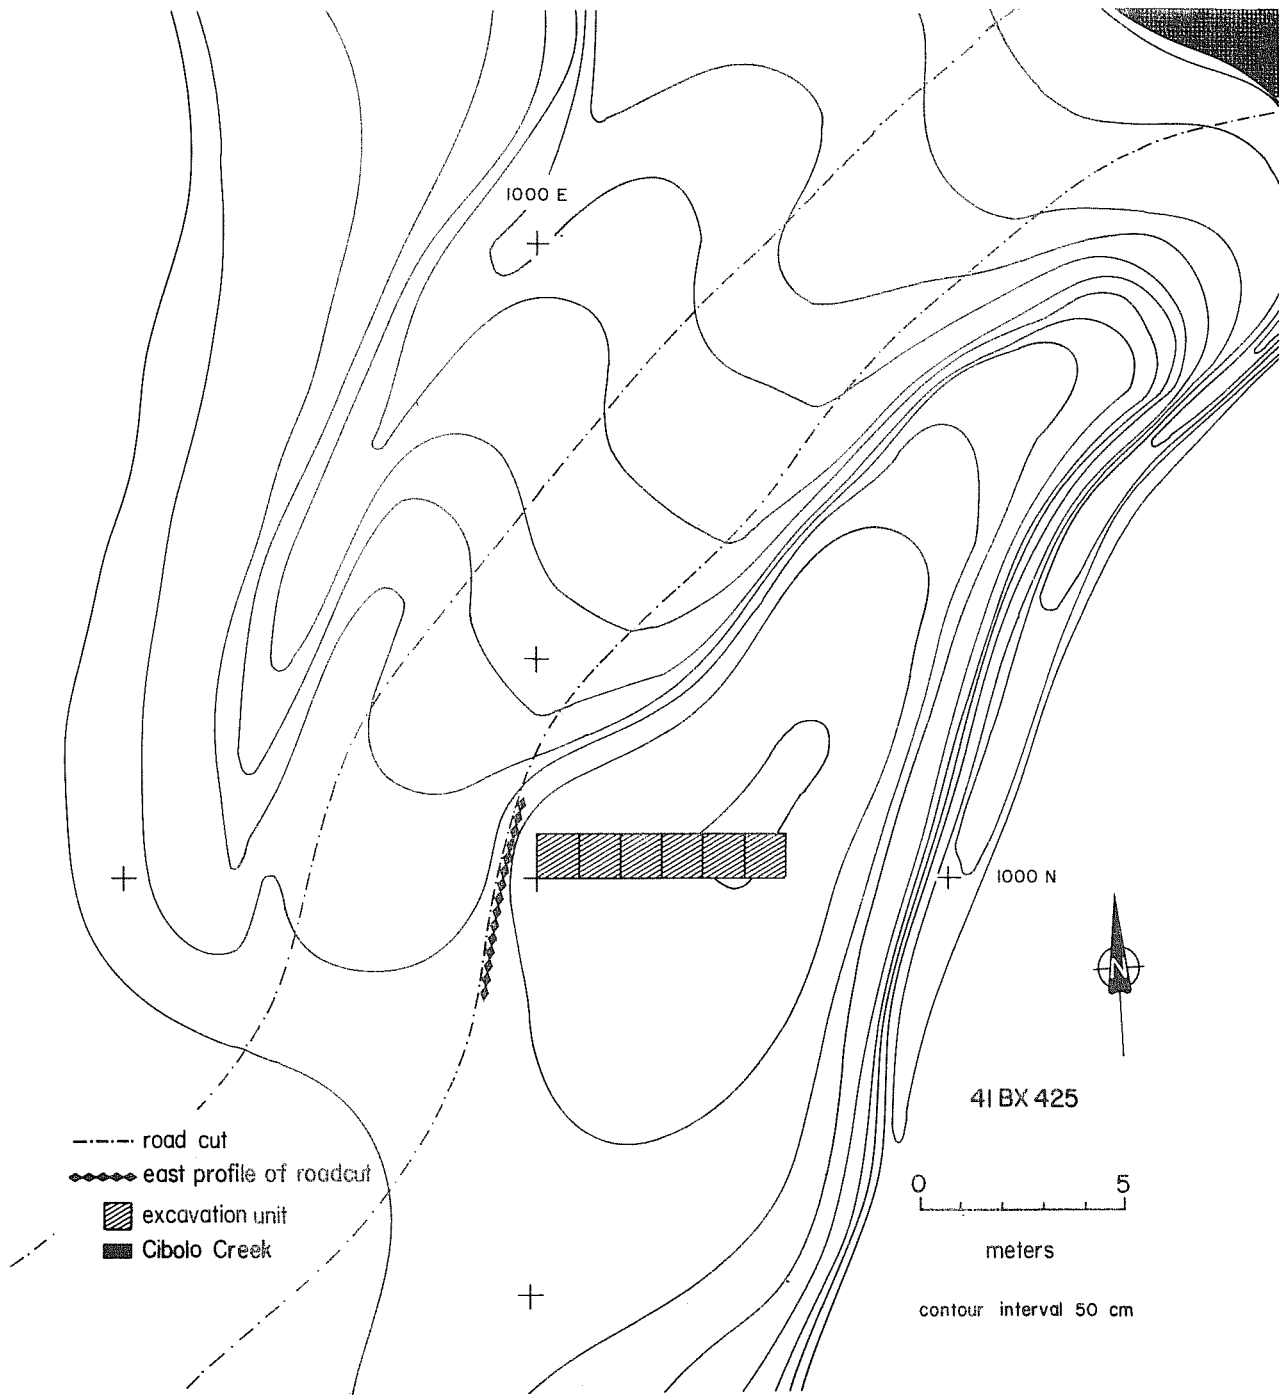 1000 E
1000 N
N
41 BX 425
road cut
east profile of roadcut
excavation unit
Cibolo Creek
0 5
meters
contour interval 50 cm